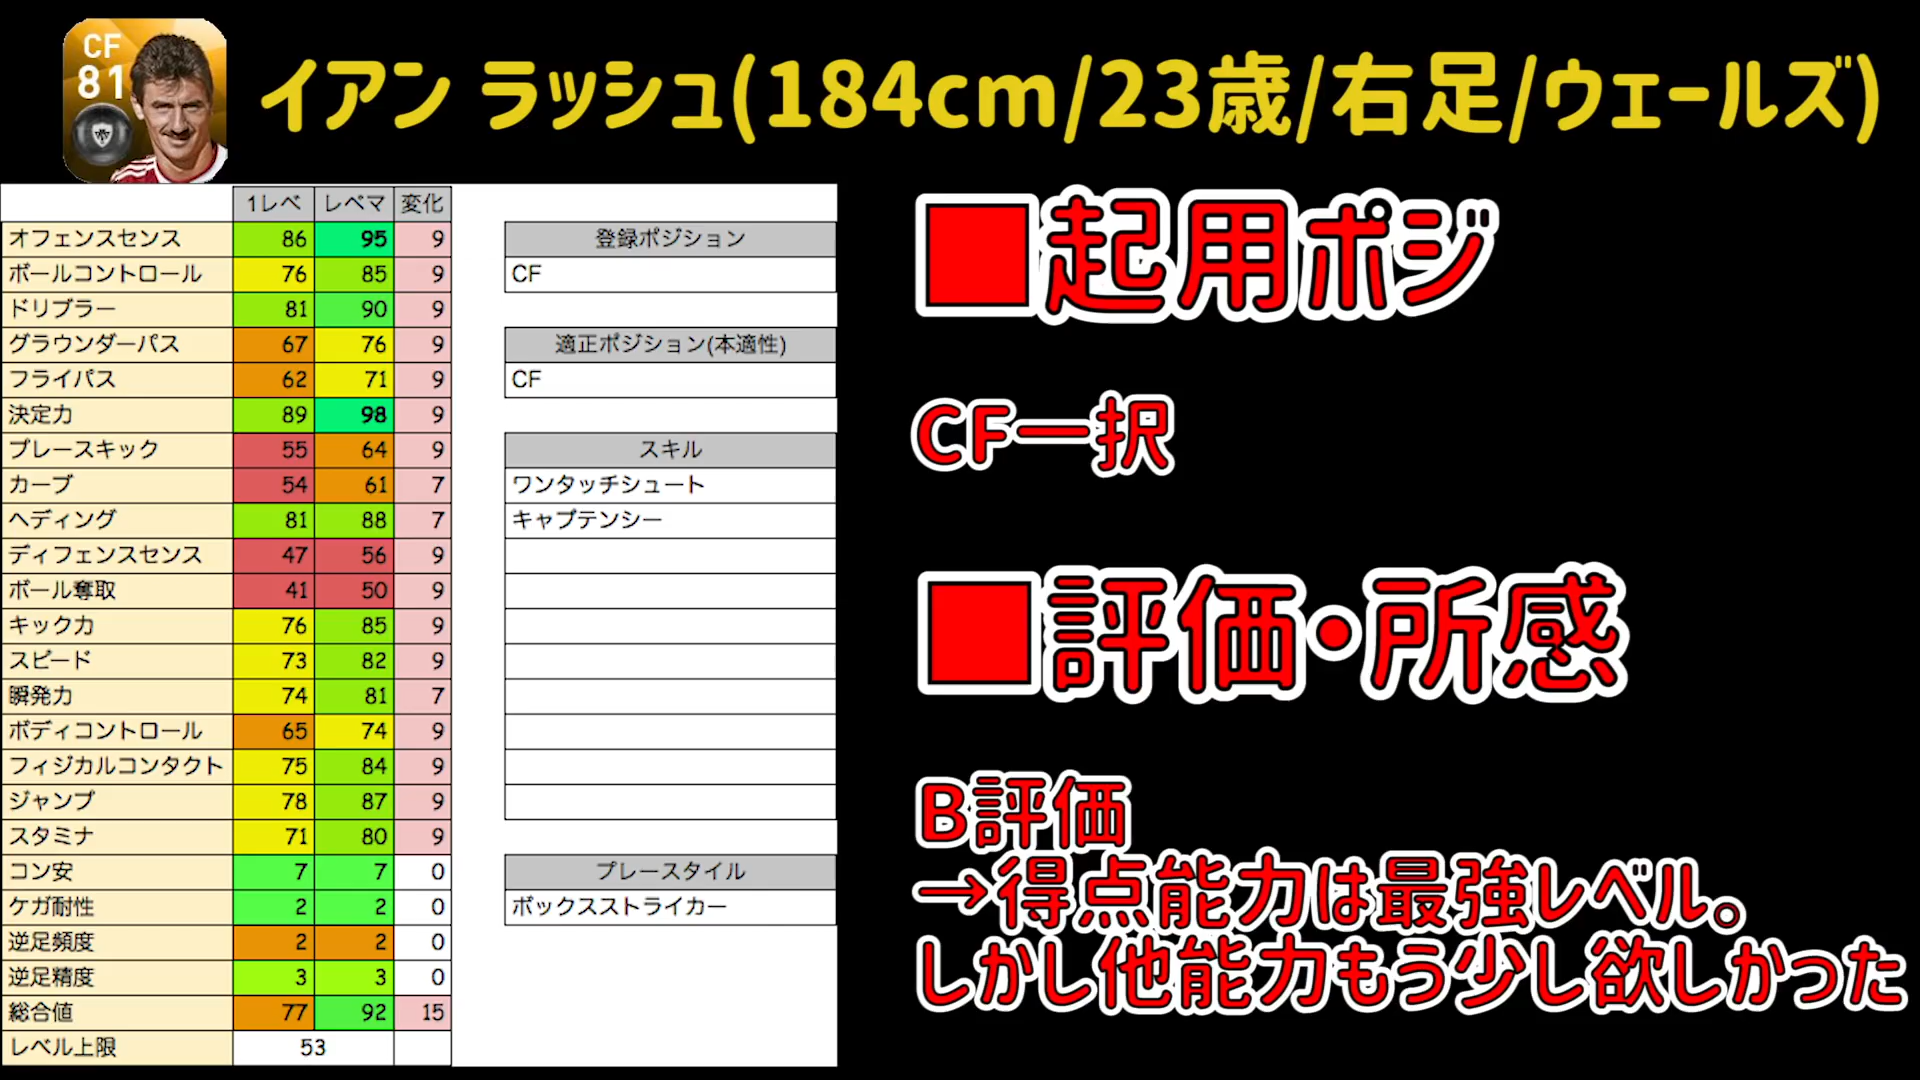 CF
81
イアン ラッシュ(184cm/23歳/右足/ウェールズ)
1レベ レベマ 変化
オフェンスセンス 86 95 9
ボールコントロール 76 85 9
ドリブラー 81 90 9
グラウンダーパス 67 76 9
フライパス 62 71 9
決定力 89 98 9
プレースキック 55 64 9
カーブ 54 61 7
ヘディング 81 88 7
ディフェンスセンス 47 56 9
ボール奪取 41 50 9
キック力 76 85 9
スピード 73 82 9
瞬発力 74 81 7
ボディコントロール 65 74 9
フィジカルコンタクト 75 84 9
ジャンプ 78 87 9
スタミナ 71 80 9
コン安 7 7 0
ケガ耐性 2 2 0
逆足頻度 2 2 0
逆足精度 3 3 0
総合値 77 92 15
レベル上限 53
登録ポジション
CF
適正ポジション(本適性)
CF
スキル
ワンタッチシュート
キャプテンシー
プレースタイル
ボックスストライカー
■起用ポジ
CF一択
■評価・所感
B評価
→得点能力は最強レベル。
しかし他能力もう少し欲しかった